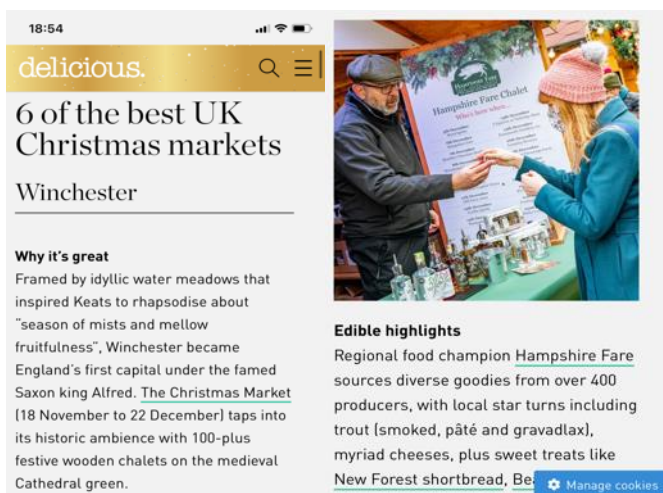 18:54
delicious.
6 of the best UK
Christmas markets
Winchester
Why it's great
Framed by idyllic water meadows that
inspired Keats to rhapsodise about
"season of mists and mellow
fruitfulness", Winchester became
England's first capital under the famed
Saxon king Alfred. The Christmas Market
(18 November to 22 December) taps into
its historic ambience with 100-plus
festive wooden chalets on the medieval
Cathedral green.
Hampshire Fare
Hampshire Fare Chalet
Who's here when...
Edible highlights
Regional food champion Hampshire Fare
sources diverse goodies from over 400
producers, with local star turns including
trout (smoked, pâté and gravadlax),
myriad cheeses, plus sweet treats like
New Forest shortbread,
Manage cookies